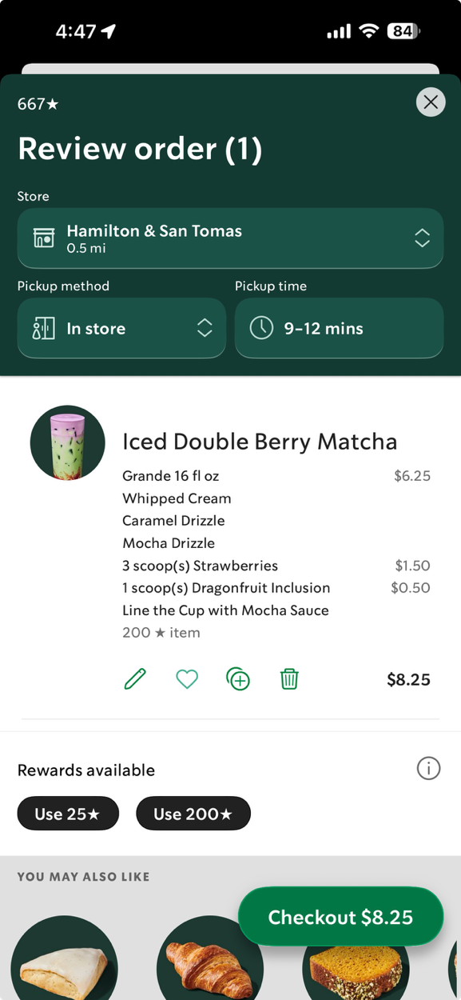 4:47
84
667★
Review order (1)
Store
Hamilton & San Tomas
0.5 mi
Pickup method
Pickup time
In store
9–12 mins
Iced Double Berry Matcha
Grande 16 fl oz $6.25
Whipped Cream
Caramel Drizzle
Mocha Drizzle
3 scoop(s) Strawberries $1.50
1 scoop(s) Dragonfruit Inclusion $0.50
Line the Cup with Mocha Sauce
200 ★ item
$8.25
Rewards available
Use 25★
Use 200★
YOU MAY ALSO LIKE
Checkout $8.25